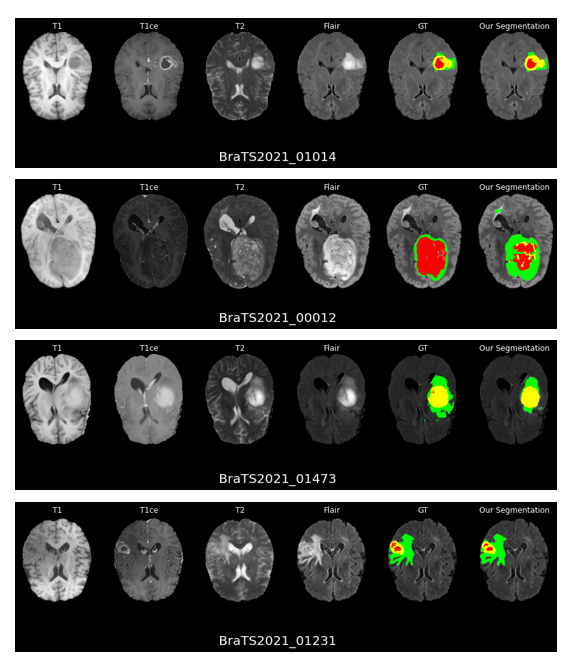 T1 T1ce T2 Flair GT Our Segmentation
BraTS2021_01014
T1 T1ce T2 Flair GT Our Segmentation
BraTS2021_00012
T1 T1ce T2 Flair GT Our Segmentation
BraTS2021_01473
T1 T1ce T2 Flair GT Our Segmentation
BraTS2021_01231